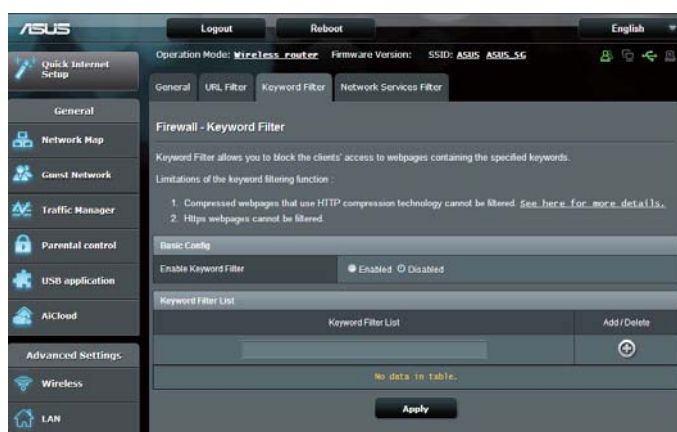 ASUS
Logout
Reboot
English
Quick Internet Setup
Operation Mode: Wireless router Firmware Version: SSID: ASUS ASUS_5G
General
URL Filter
Keyword Filter
Network Services Filter
General
Network Map
Guest Network
Traffic Manager
Parental control
USB application
AiCloud
Advanced Settings
Wireless
LAN
Firewall - Keyword Filter
Keyword Filter allows you to block the clients' access to webpages containing the specified keywords.
Limitations of the keyword filtering function :
1. Compressed webpages that use HTTP compression technology cannot be filtered. See here for more details.
2. Https webpages cannot be filtered.
Basic Config
Enable Keyword Filter
Enabled Disabled
Keyword Filter List
Keyword Filter List
Add / Delete
No data in table.
Apply